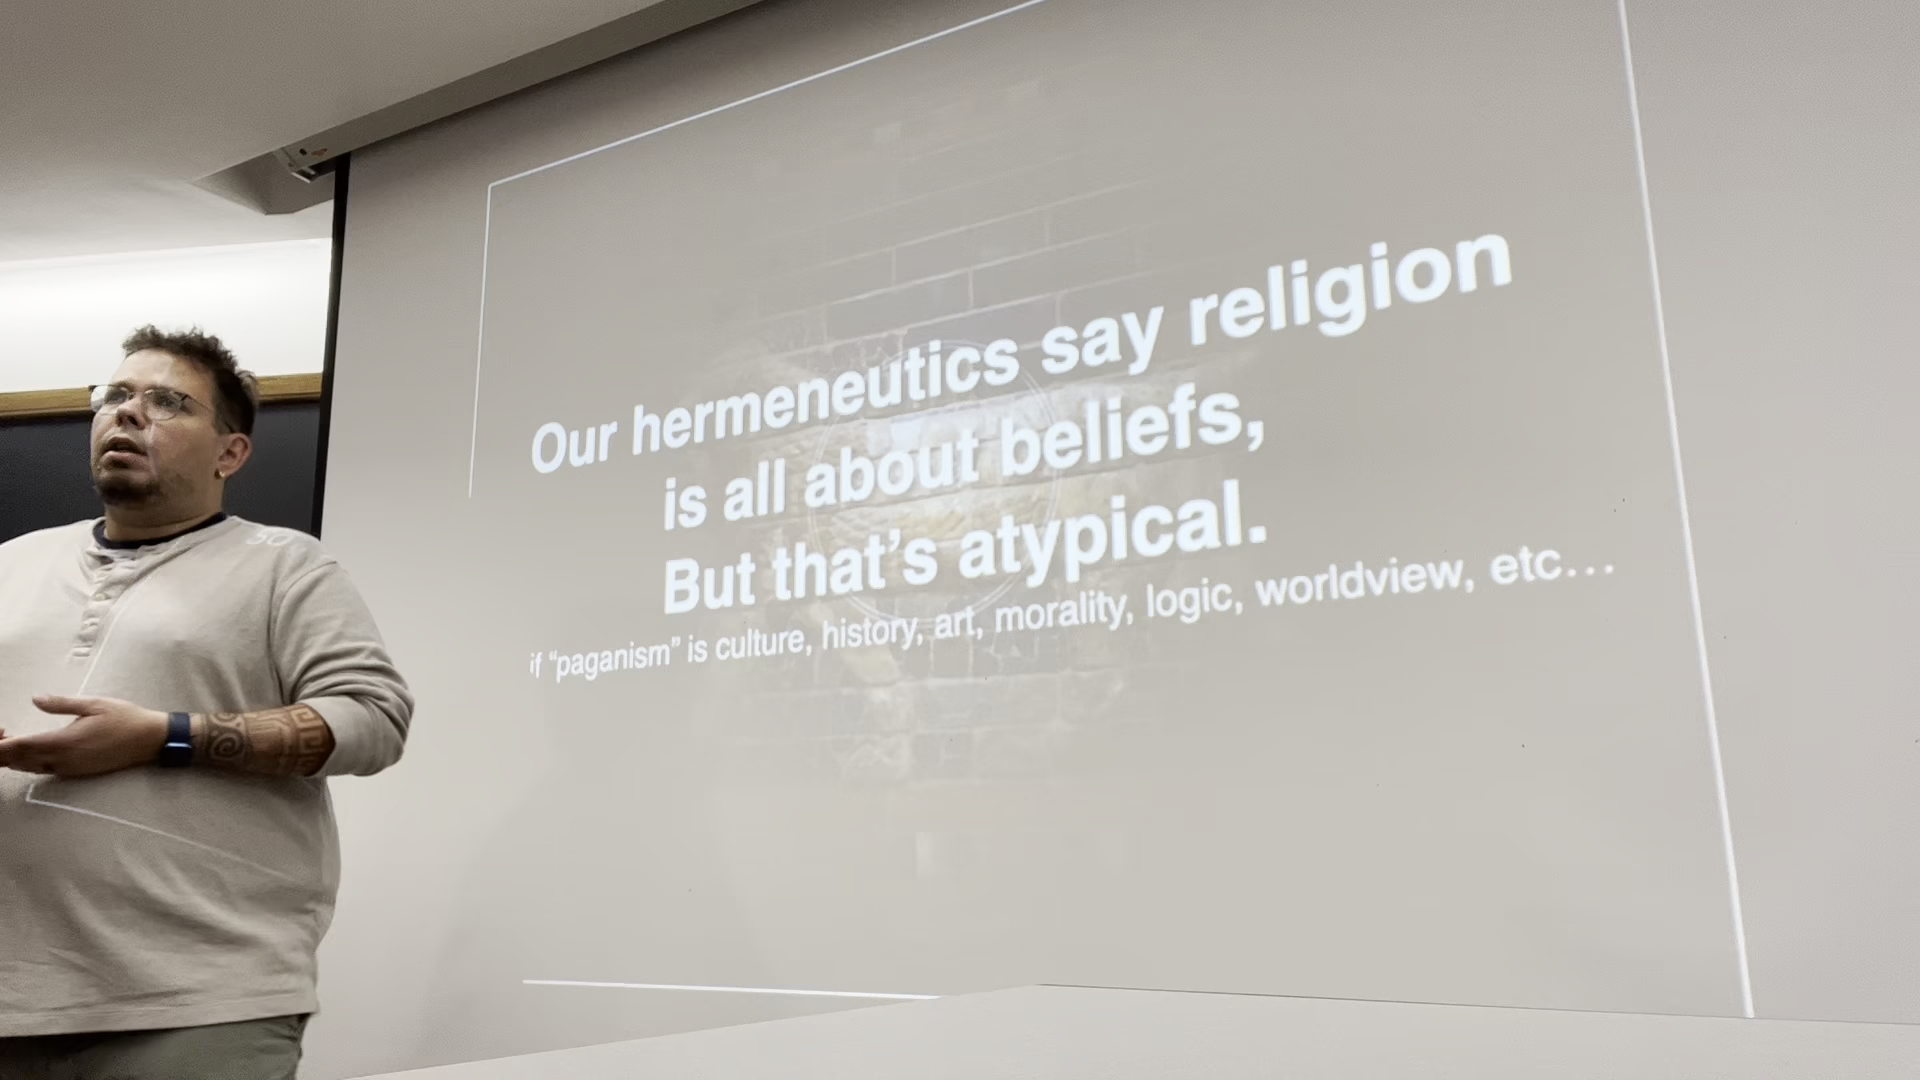 Our hermeneutics say religion
is all about beliefs,
But that’s atypical.
if “paganism” is culture, history, art, morality, logic, worldview, etc…